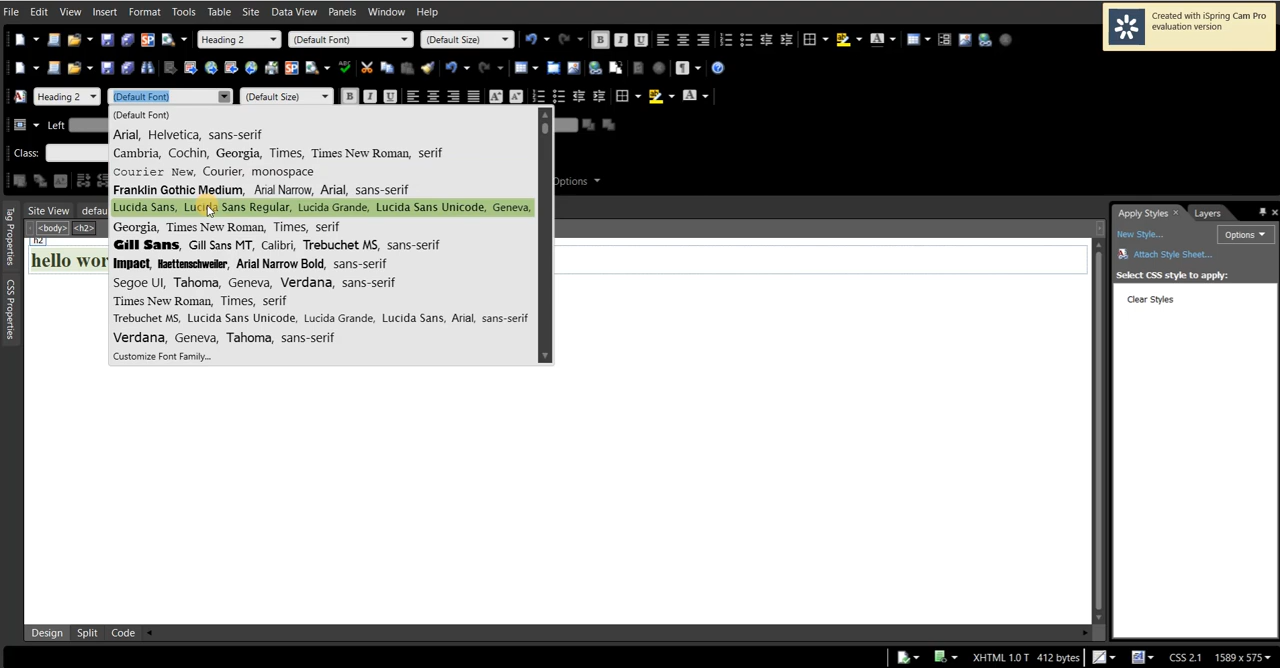 File Edit View Insert Format Tools Table Site Data View Panels Window Help
Created with iSpring Cam Pro
evaluation version
Heading 2 (Default Font) (Default Size)
Heading 2 (Default Font) (Default Size)
(Default Font)
Arial, Helvetica, sans-serif
Left
Class:
Cambria, Cochin, Georgia, Times, Times New Roman, serif
Courier New, Courier, monospace
Options
Franklin Gothic Medium, Arial Narrow, Arial, sans-serif
Site View defau
Lucida Sans, Lucida Sans Regular, Lucida Grande, Lucida Sans Unicode, Geneva,
<body> <h2>
Georgia, Times New Roman, Times, serif
h2
hello wor
Gill Sans, Gill Sans MT, Calibri, Trebuchet MS, sans-serif
Impact, Haettenschweiler, Arial Narrow Bold, sans-serif
Segoe UI, Tahoma, Geneva, Verdana, sans-serif
Times New Roman, Times, serif
Trebuchet MS, Lucida Sans Unicode, Lucida Grande, Lucida Sans, Arial, sans-serif
Verdana, Geneva, Tahoma, sans-serif
Customize Font Family...
Tag Properties
CSS Properties
Apply Styles Layers
New Style... Options
Attach Style Sheet...
Select CSS style to apply:
Clear Styles
Design Split Code
XHTML 1.0 T 412 bytes CSS 2.1 1589 x 575